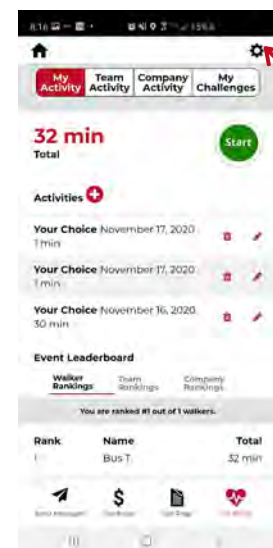 My Activity Team Activity Company Activity My Challenges
32 min
Total
Start
Activities
Your Choice November 17, 2020
1 min
Your Choice November 17, 2020
1 min
Your Choice November 16, 2020
30 min
Event Leaderboard
Walker Rankings Team Rankings Company Rankings
You are ranked #1 out of 1 walkers.
Rank Name Total
1 Bus T. 32 min